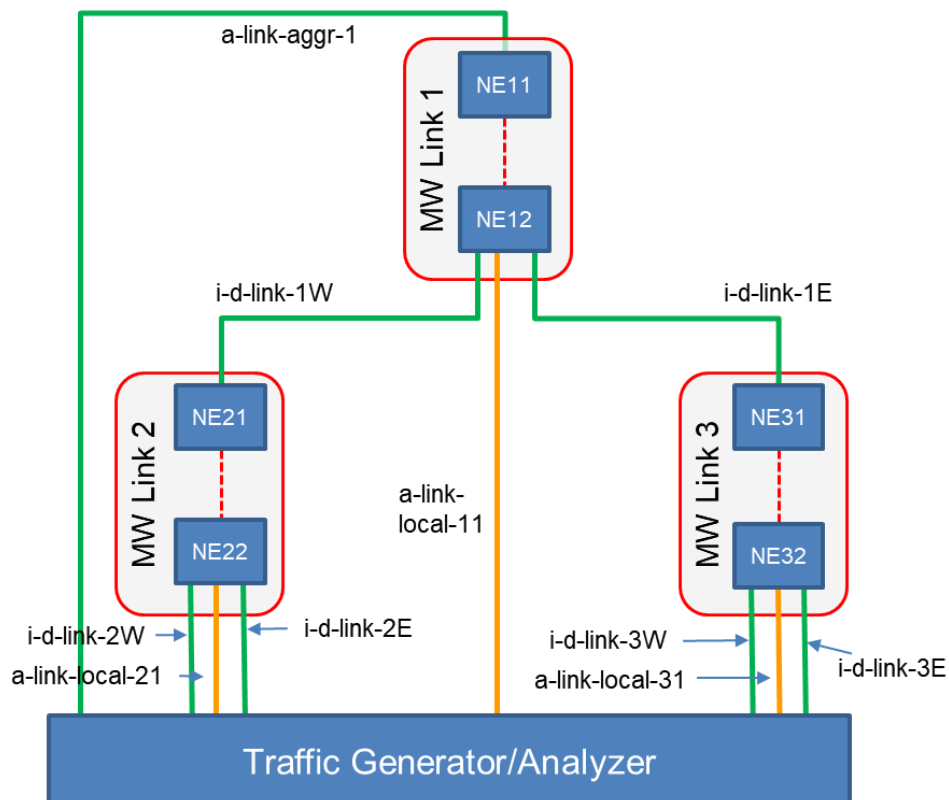 a-link-aggr-1
NE11
MW Link 1
NE12
i-d-link-1W
i-d-link-1E
NE21
MW Link 2
NE22
NE31
MW Link 3
NE32
a-link-
local-11
i-d-link-2W
i-d-link-2E
a-link-local-21
i-d-link-3W
i-d-link-3E
a-link-local-31
Traffic Generator/Analyzer